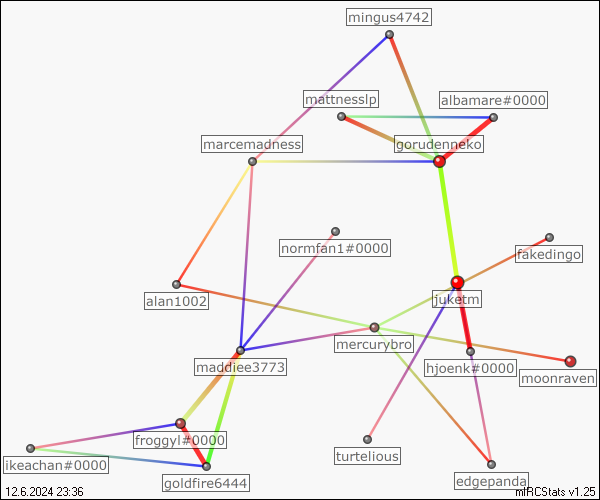 mingus4742
mattnesslp
albamare#0000
marcemadness
gorudenneko
normfan1#0000
fakedingo
alan1002
juketm
mercurybro
maddiee3773
hjoenk#0000
moonraven
froggyl#0000
turtelious
ikeachan#0000
goldfire6444
edgepanda
12.6.2024 23:36
mIRCStats v1.25